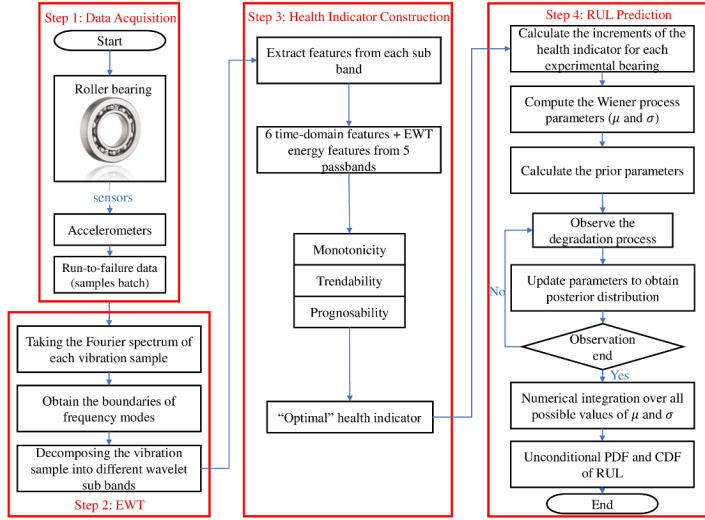 Step 1: Data Acquisition
Start
Roller bearing
sensors
Accelerometers
Run-to-failure data
(samples batch)
Taking the Fourier spectrum of
each vibration sample
Obtain the boundaries of
frequency modes
Decomposing the vibration
sample into different wavelet
sub bands
Step 2: EWT
Step 3: Health Indicator Construction
Extract features from each sub
band
6 time-domain features + EWT
energy features from 5
passbands
Monotonicity
Trendability
Prognosability
“Optimal” health indicator
Step 4: RUL Prediction
Calculate the increments of the
health indicator for each
experimental bearing
Compute the Wiener process
parameters (μ and σ)
Calculate the prior parameters
Observe the
degradation process
Update parameters to obtain
posterior distribution
No
Observation
end
Yes
Numerical integration over all
possible values of μ and σ
Unconditional PDF and CDF
of RUL
End